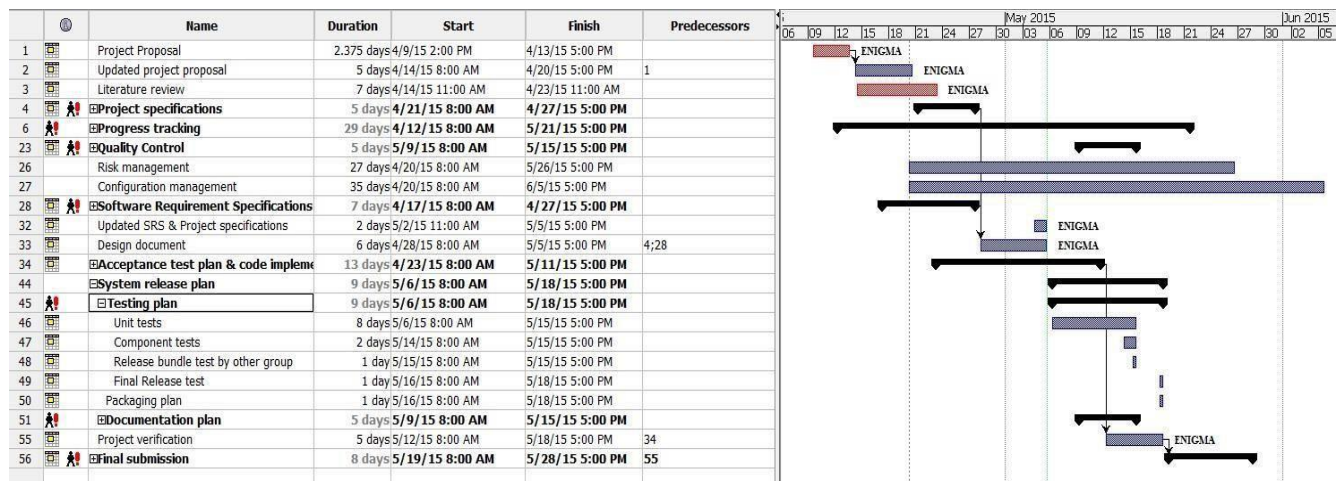 Name Duration Start Finish Predecessors May 2015 Jun 2015
06 09 12 15 18 21 24 27 30 03 06 09 12 15 18 21 24 27 30 02 05
1 Project Proposal 2.375 days 4/9/15 2:00 PM 4/13/15 5:00 PM ENIGMA
2 Updated project proposal 5 days 4/14/15 8:00 AM 4/20/15 5:00 PM 1 ENIGMA
3 Literature review 7 days 4/14/15 11:00 AM 4/23/15 11:00 AM ENIGMA
4 Project specifications 5 days 4/21/15 8:00 AM 4/27/15 5:00 PM
6 Progress tracking 29 days 4/12/15 8:00 AM 5/21/15 5:00 PM
23 Quality Control 5 days 5/9/15 8:00 AM 5/15/15 5:00 PM
26 Risk management 27 days 4/20/15 8:00 AM 5/26/15 5:00 PM
27 Configuration management 35 days 4/20/15 8:00 AM 6/5/15 5:00 PM
28 Software Requirement Specifications 7 days 4/17/15 8:00 AM 4/27/15 5:00 PM
32 Updated SRS & Project specifications 2 days 5/2/15 11:00 AM 5/5/15 5:00 PM ENIGMA
33 Design document 6 days 4/28/15 8:00 AM 5/5/15 5:00 PM 4;28 ENIGMA
34 Acceptance test plan & code impleme 13 days 4/23/15 8:00 AM 5/11/15 5:00 PM
44 System release plan 9 days 5/6/15 8:00 AM 5/18/15 5:00 PM
45 Testing plan 9 days 5/6/15 8:00 AM 5/18/15 5:00 PM
46 Unit tests 8 days 5/6/15 8:00 AM 5/15/15 5:00 PM
47 Component tests 2 days 5/14/15 8:00 AM 5/15/15 5:00 PM
48 Release bundle test by other group 1 day 5/15/15 8:00 AM 5/15/15 5:00 PM
49 Final Release test 1 day 5/16/15 8:00 AM 5/18/15 5:00 PM
50 Packaging plan 1 day 5/16/15 8:00 AM 5/18/15 5:00 PM
51 Documentation plan 5 days 5/9/15 8:00 AM 5/15/15 5:00 PM
55 Project verification 5 days 5/12/15 8:00 AM 5/18/15 5:00 PM 34 ENIGMA
56 Final submission 8 days 5/19/15 8:00 AM 5/28/15 5:00 PM 55